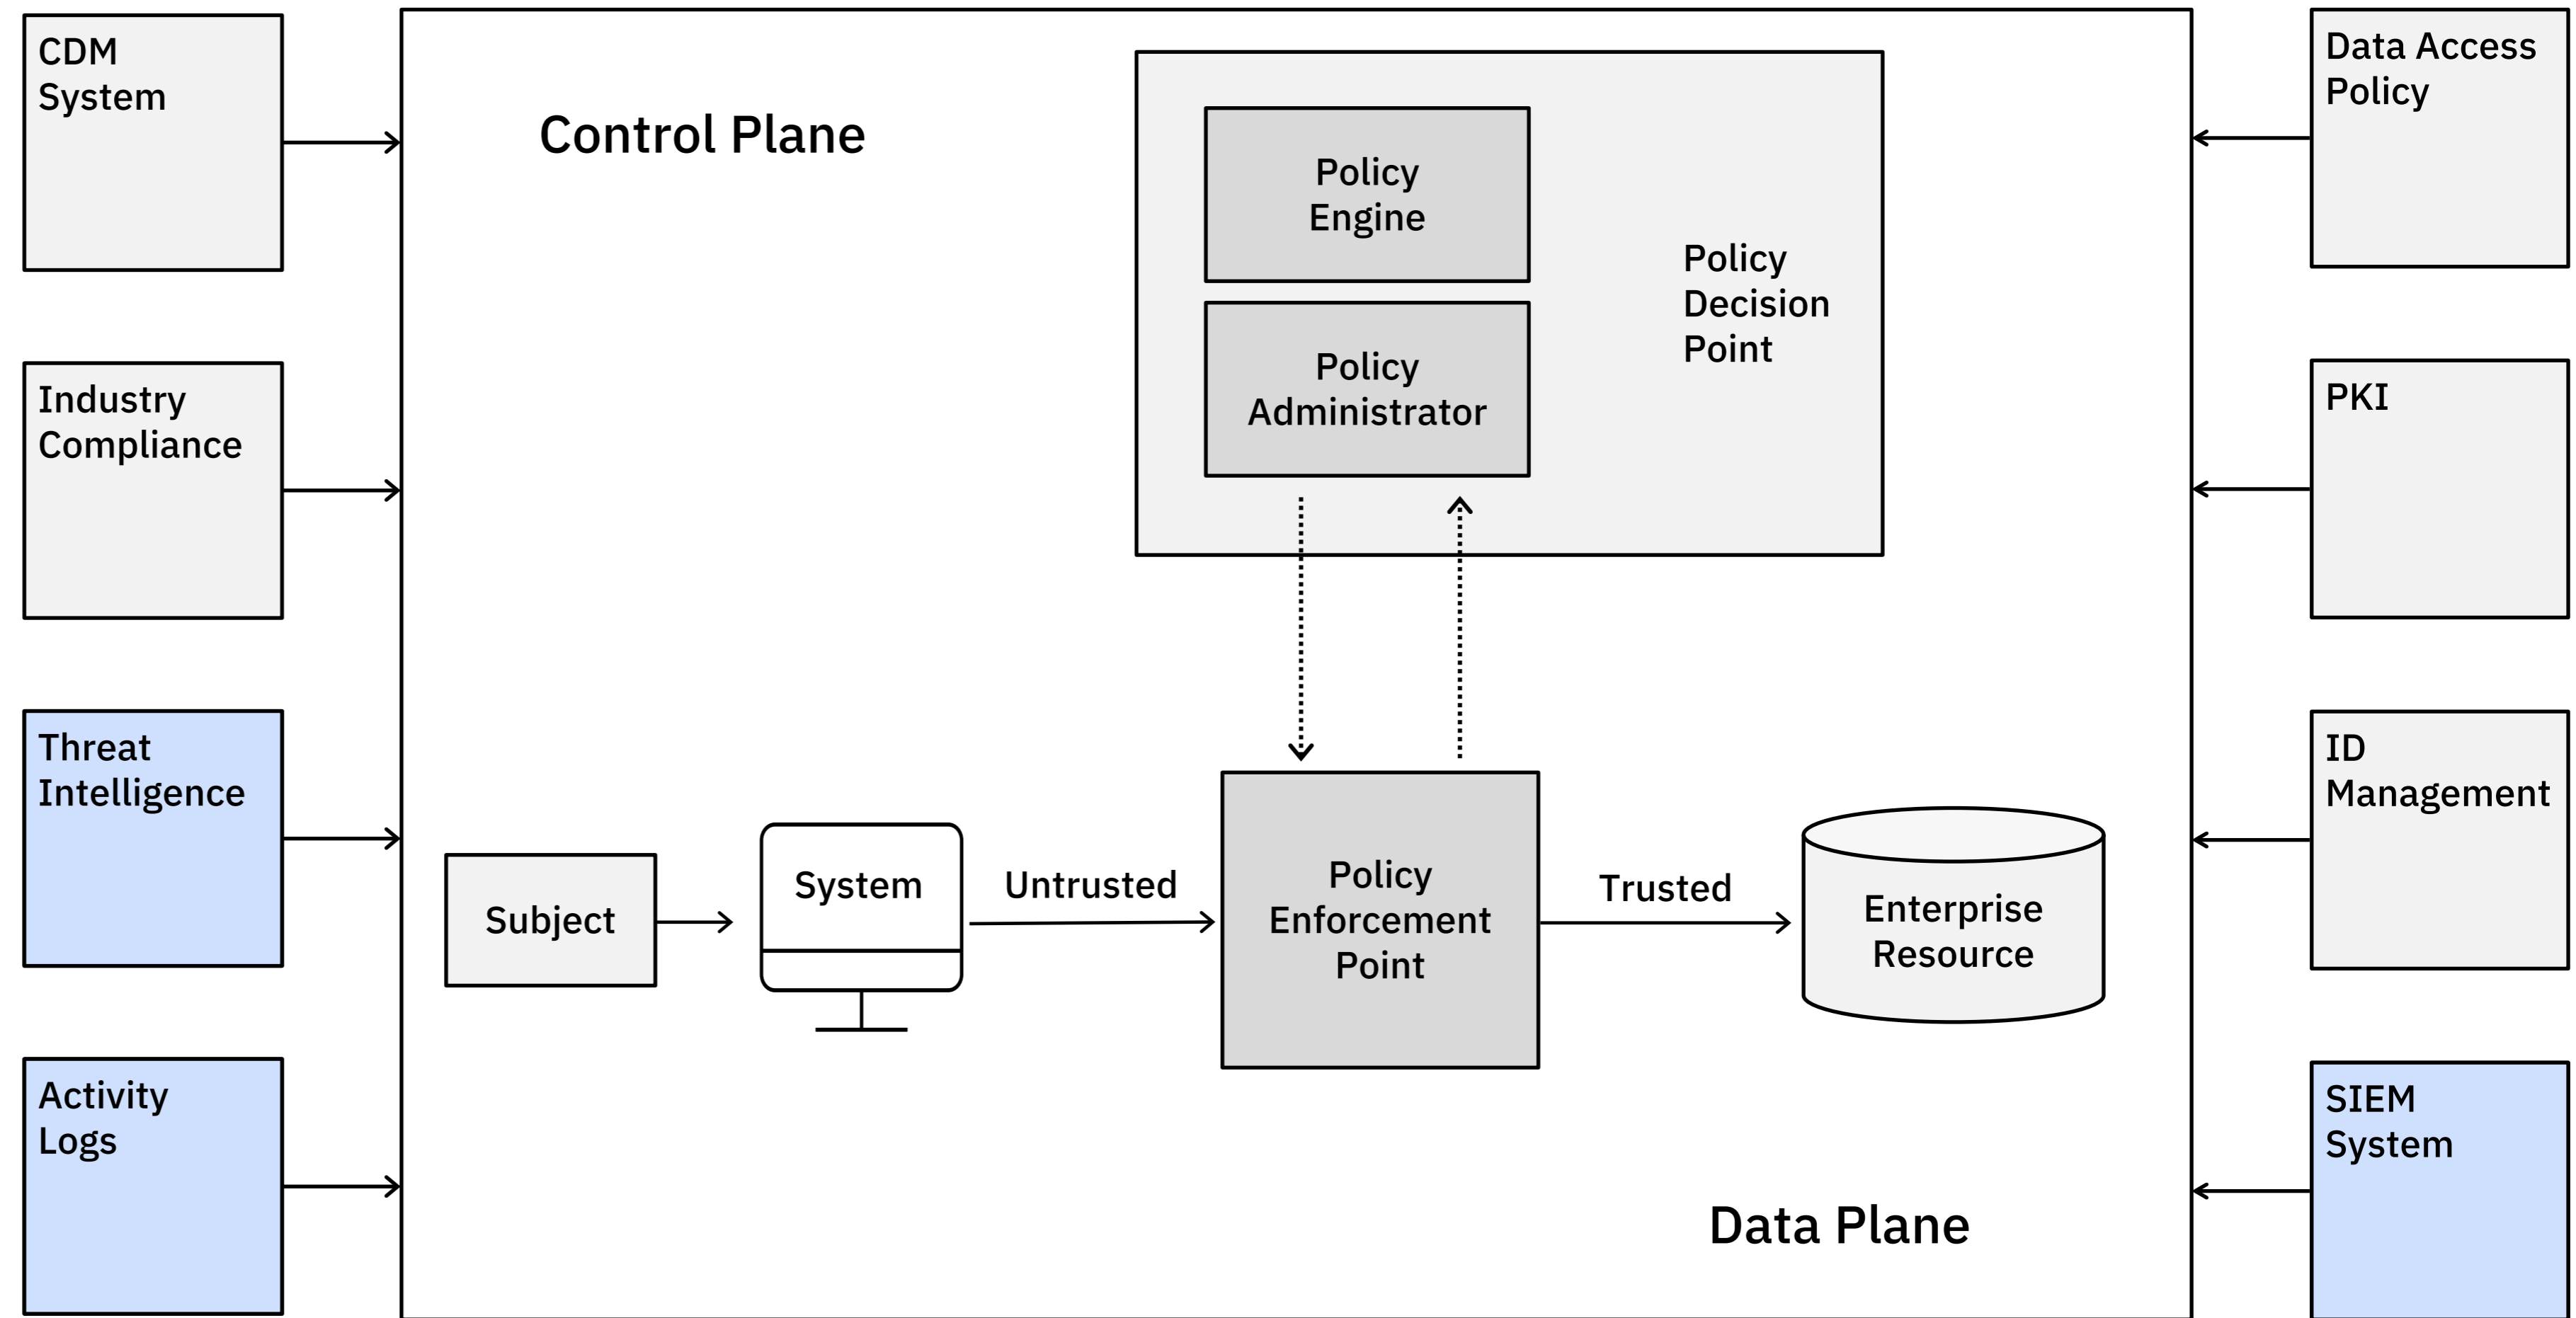 CDM
System
Industry
Compliance
Threat
Intelligence
Activity
Logs
Control Plane
Policy
Engine
Policy
Administrator
Policy
Decision
Point
Subject
System
Untrusted
Policy
Enforcement
Point
Trusted
Enterprise
Resource
Data Plane
Data Access
Policy
PKI
ID
Management
SIEM
System